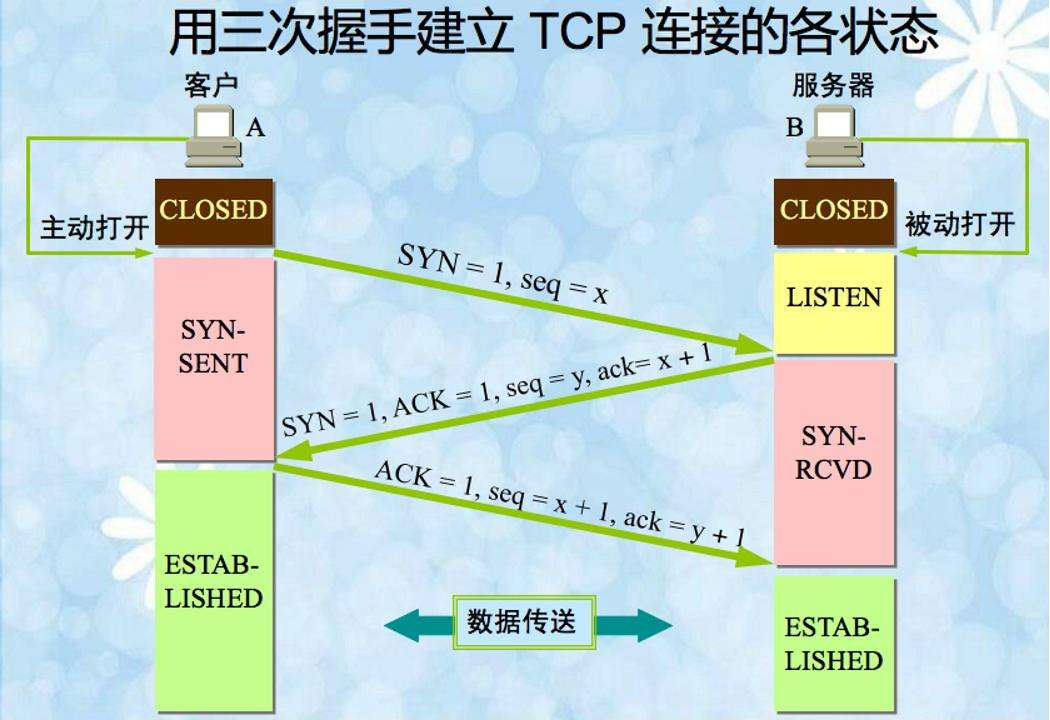 用三次握手建立 TCP 连接的各状态
客户
服务器
A
B
CLOSED
CLOSED
主动打开
被动打开
SYN = 1, seq = x
LISTEN
SYN-
SENT
SYN = 1, ACK = 1, seq = y, ack= x + 1
SYN-
RCVD
ACK = 1, seq = x + 1, ack = y + 1
ESTAB-
LISHED
数据传送
ESTAB-
LISHED